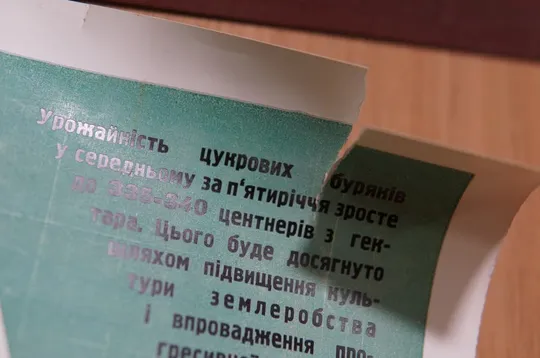 Урожайність цукрових буряків
у середньому за п'ятиріччя зросте
до 335-340 центнерів з гек-
тара. Цього буде досягнуто
шляхом підвищення куль-
тури землеробства
і впровадження про-